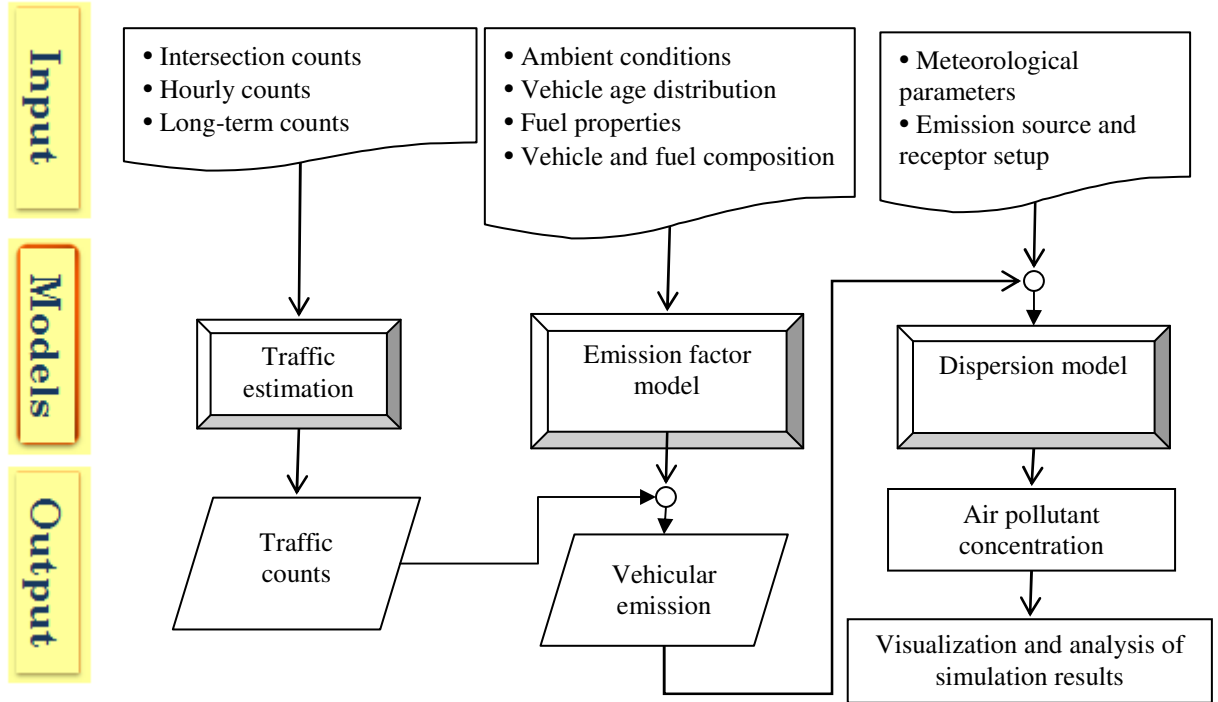 Input
• Intersection counts
• Hourly counts
• Long-term counts
• Ambient conditions
• Vehicle age distribution
• Fuel properties
• Vehicle and fuel composition
• Meteorological
parameters
• Emission source and
receptor setup
Models
Traffic
estimation
Emission factor
model
Dispersion model
Output
Traffic
counts
Vehicular
emission
Air pollutant
concentration
Visualization and analysis of
simulation results